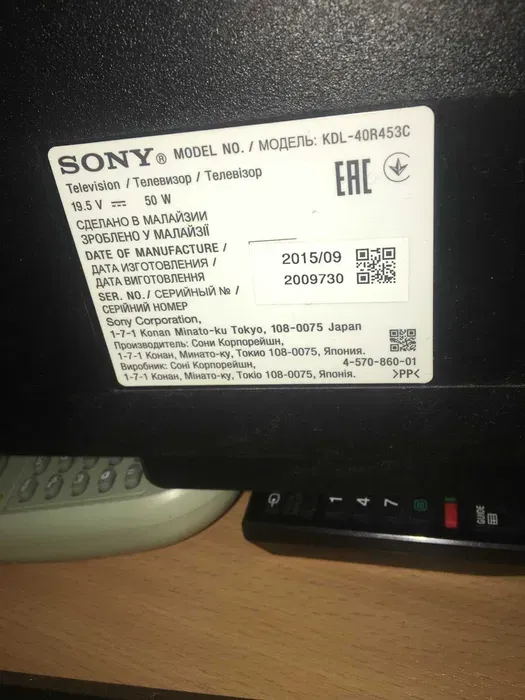 SONY® MODEL NO. / МОДЕЛЬ: KDL-40R453C
Television / Телевизор / Телевізор
19.5 V 50 W
EAC
СДЕЛАНО В МАЛАЙЗИИ
ЗРОБЛЕНО У МАЛАЙЗІЇ
DATE OF MANUFACTURE /
ДАТА ИЗГОТОВЛЕНИЯ /
ДАТА ВИГОТОВЛЕННЯ
2015/09
SER. NO. / СЕРИЙНЫЙ № /
СЕРІЙНИЙ НОМЕР
2009730
Sony Corporation,
1-7-1 Konan Minato-ku Tokyo, 108-0075 Japan
Производитель: Сони Корпорейшн,
1-7-1 Конан, Минато-ку, Токио 108-0075, Япония.
Виробник: Соні Корпорейшн,
1-7-1 Конан, Мінато-ку, Токіо 108-0075, Японія.
4-570-860-01
>PP<
1 4 7
GUIDE